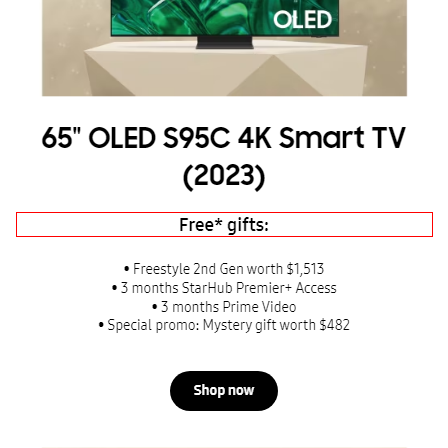 OLED
65" OLED S95C 4K Smart TV
(2023)
Free* gifts:
• Freestyle 2nd Gen worth $1,513
• 3 months StarHub Premier+ Access
• 3 months Prime Video
• Special promo: Mystery gift worth $482
Shop now